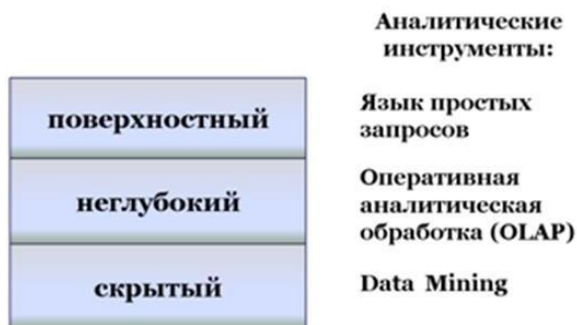 Аналитические
инструменты:
поверхностный
Язык простых
запросов
неглубокий
Оперативная
аналитическая
обработка (OLAP)
скрытый
Data Mining